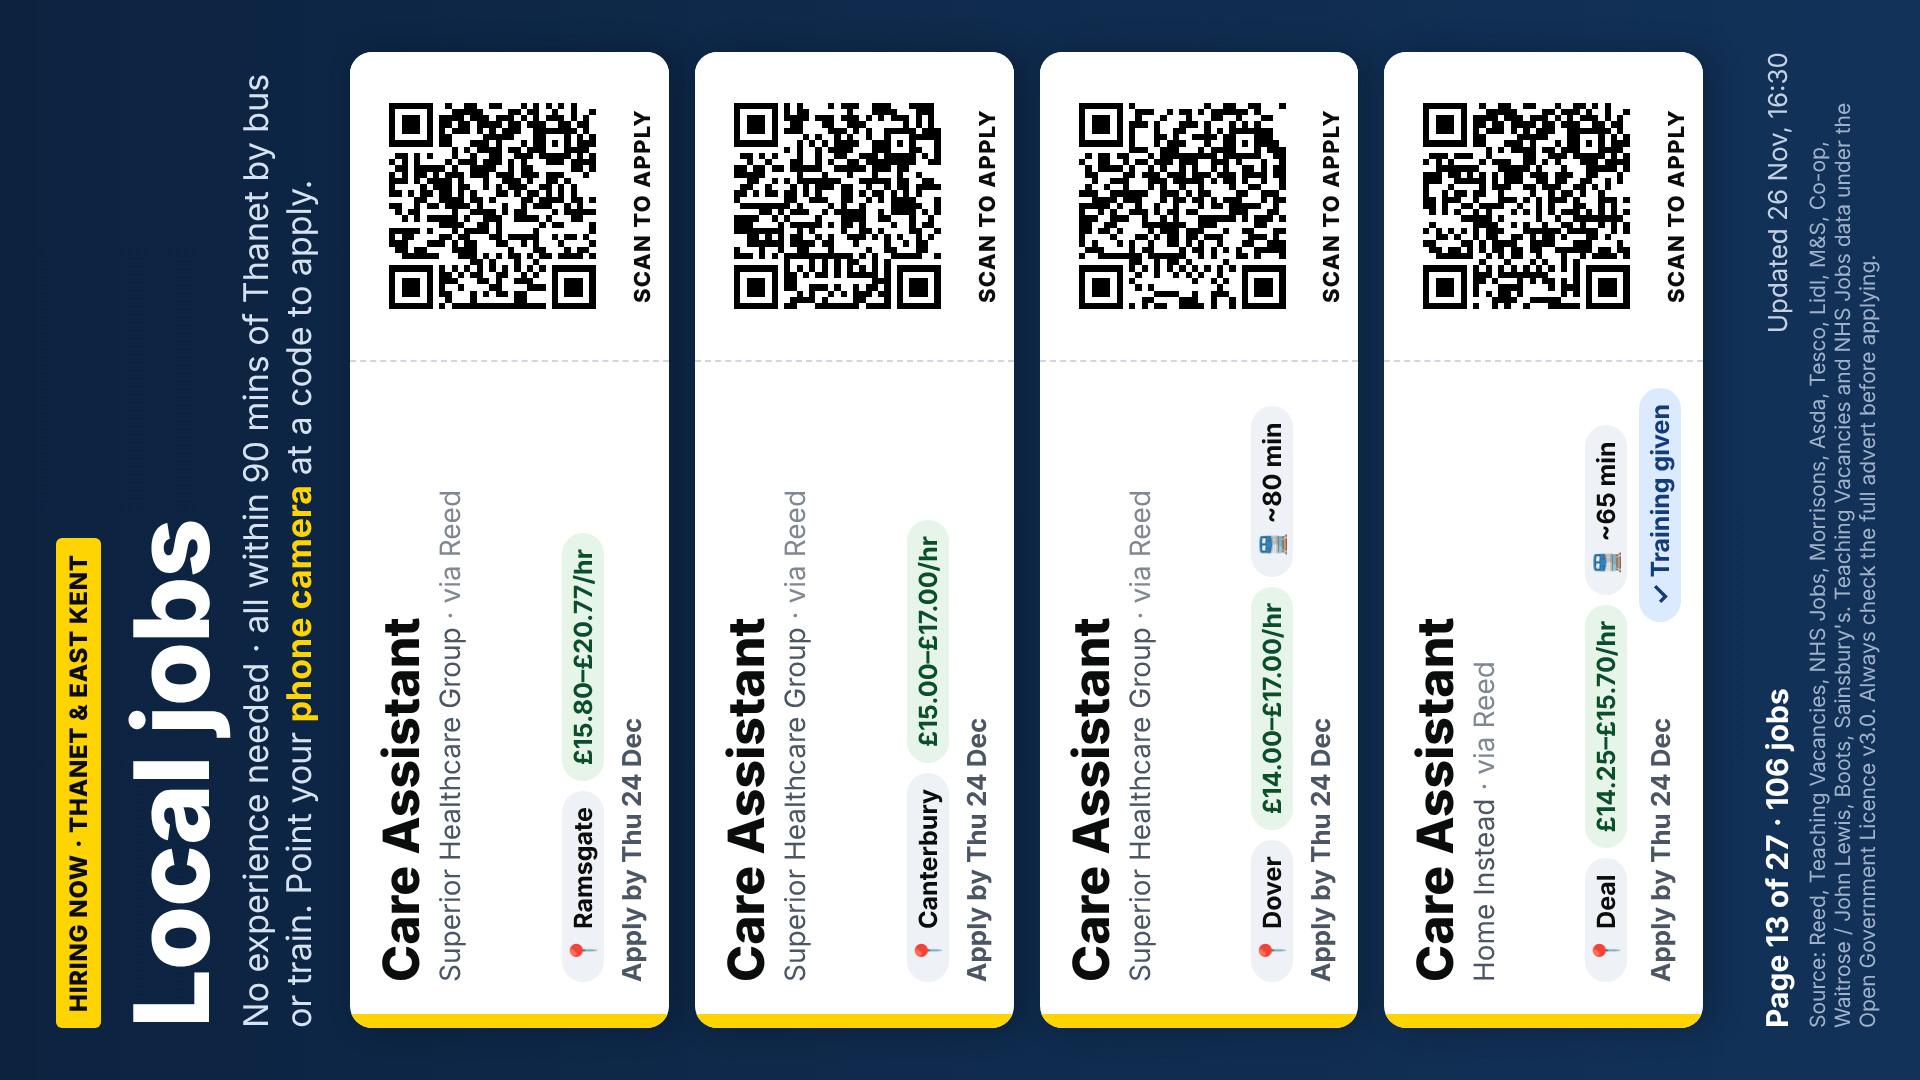 HIRING NOW · THANET & EAST KENT
Local jobs
No experience needed · all within 90 mins of Thanet by bus
or train. Point your phone camera at a code to apply.
Care Assistant
Superior Healthcare Group · via Reed
📍 Ramsgate £15.80–£20.77/hr
Apply by Thu 24 Dec
SCAN TO APPLY
Care Assistant
Superior Healthcare Group · via Reed
📍 Canterbury £15.00–£17.00/hr
Apply by Thu 24 Dec
SCAN TO APPLY
Care Assistant
Superior Healthcare Group · via Reed
📍 Dover £14.00–£17.00/hr 🚆 ~80 min
Apply by Thu 24 Dec
SCAN TO APPLY
Care Assistant
Home Instead · via Reed
📍 Deal £14.25–£15.70/hr 🚆 ~65 min
Apply by Thu 24 Dec ✓ Training given
SCAN TO APPLY
Page 13 of 27 · 106 jobs Updated 26 Nov, 16:30
Source: Reed, Teaching Vacancies, NHS Jobs, Morrisons, Asda, Tesco, Lidl, M&S, Co-op,
Waitrose / John Lewis, Boots, Sainsbury's. Teaching Vacancies and NHS Jobs data under the
Open Government Licence v3.0. Always check the full advert before applying.